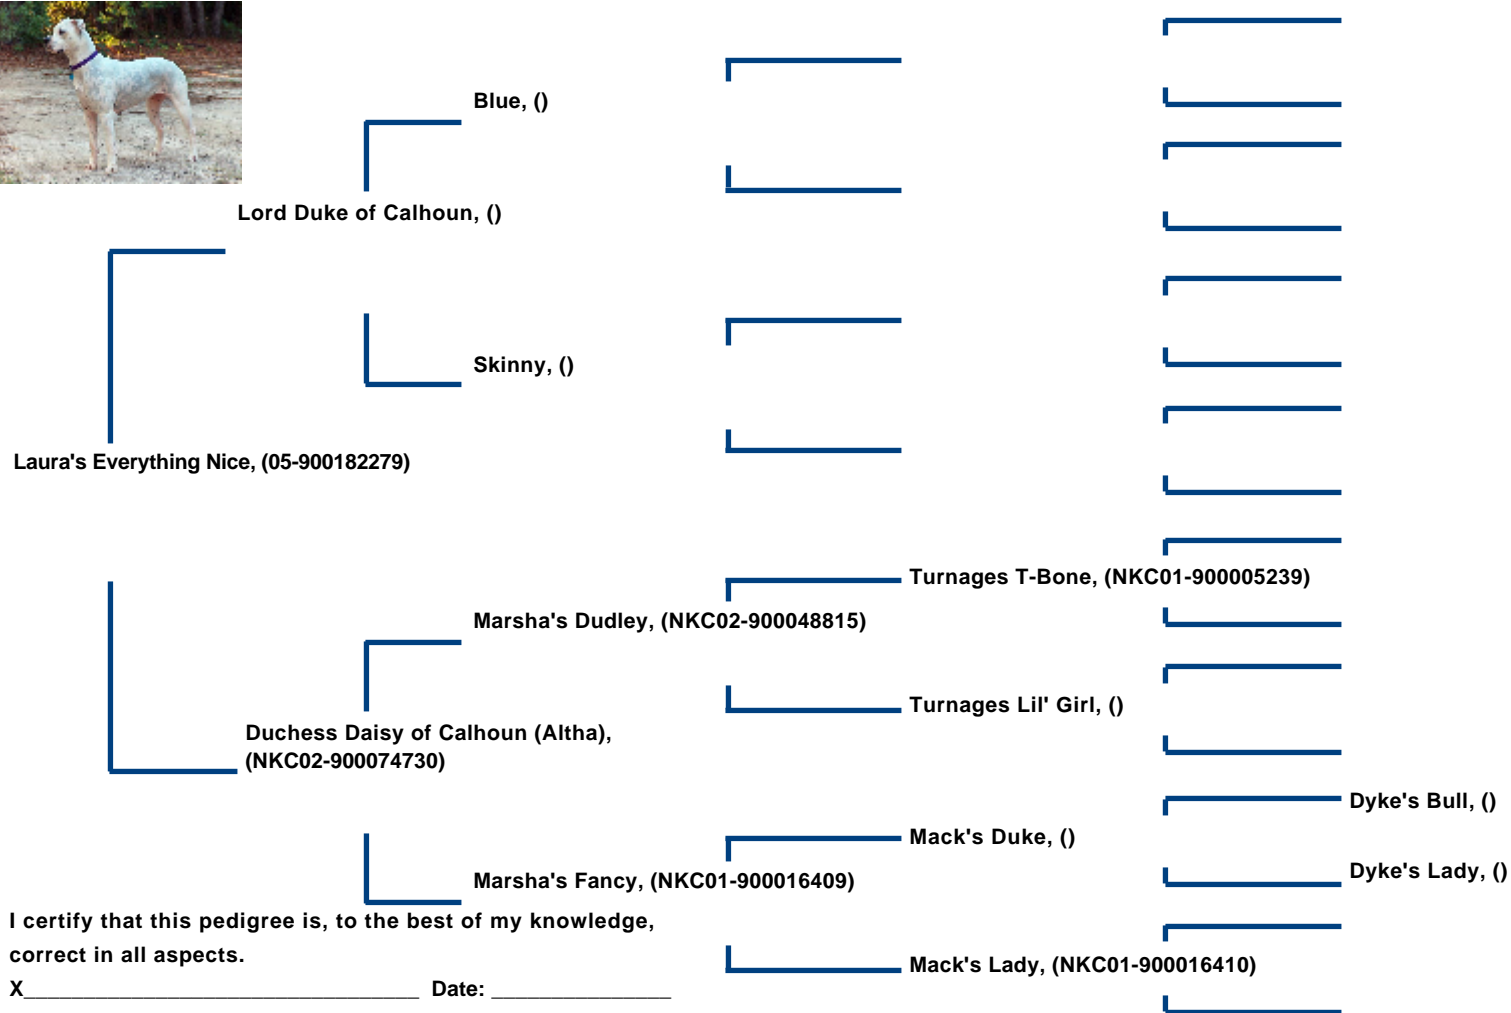 Blue, ()
Lord Duke of Calhoun, ()
Skinny, ()
Laura's Everything Nice, (05-900182279)
Turnages T-Bone, (NKC01-900005239)
Marsha's Dudley, (NKC02-900048815)
Turnages Lil' Girl, ()
Duchess Daisy of Calhoun (Altha),
(NKC02-900074730)
Dyke's Bull, ()
Mack's Duke, ()
Dyke's Lady, ()
Marsha's Fancy, (NKC01-900016409)
Mack's Lady, (NKC01-900016410)
I certify that this pedigree is, to the best of my knowledge,
correct in all aspects.
X_________________________________ Date: _______________